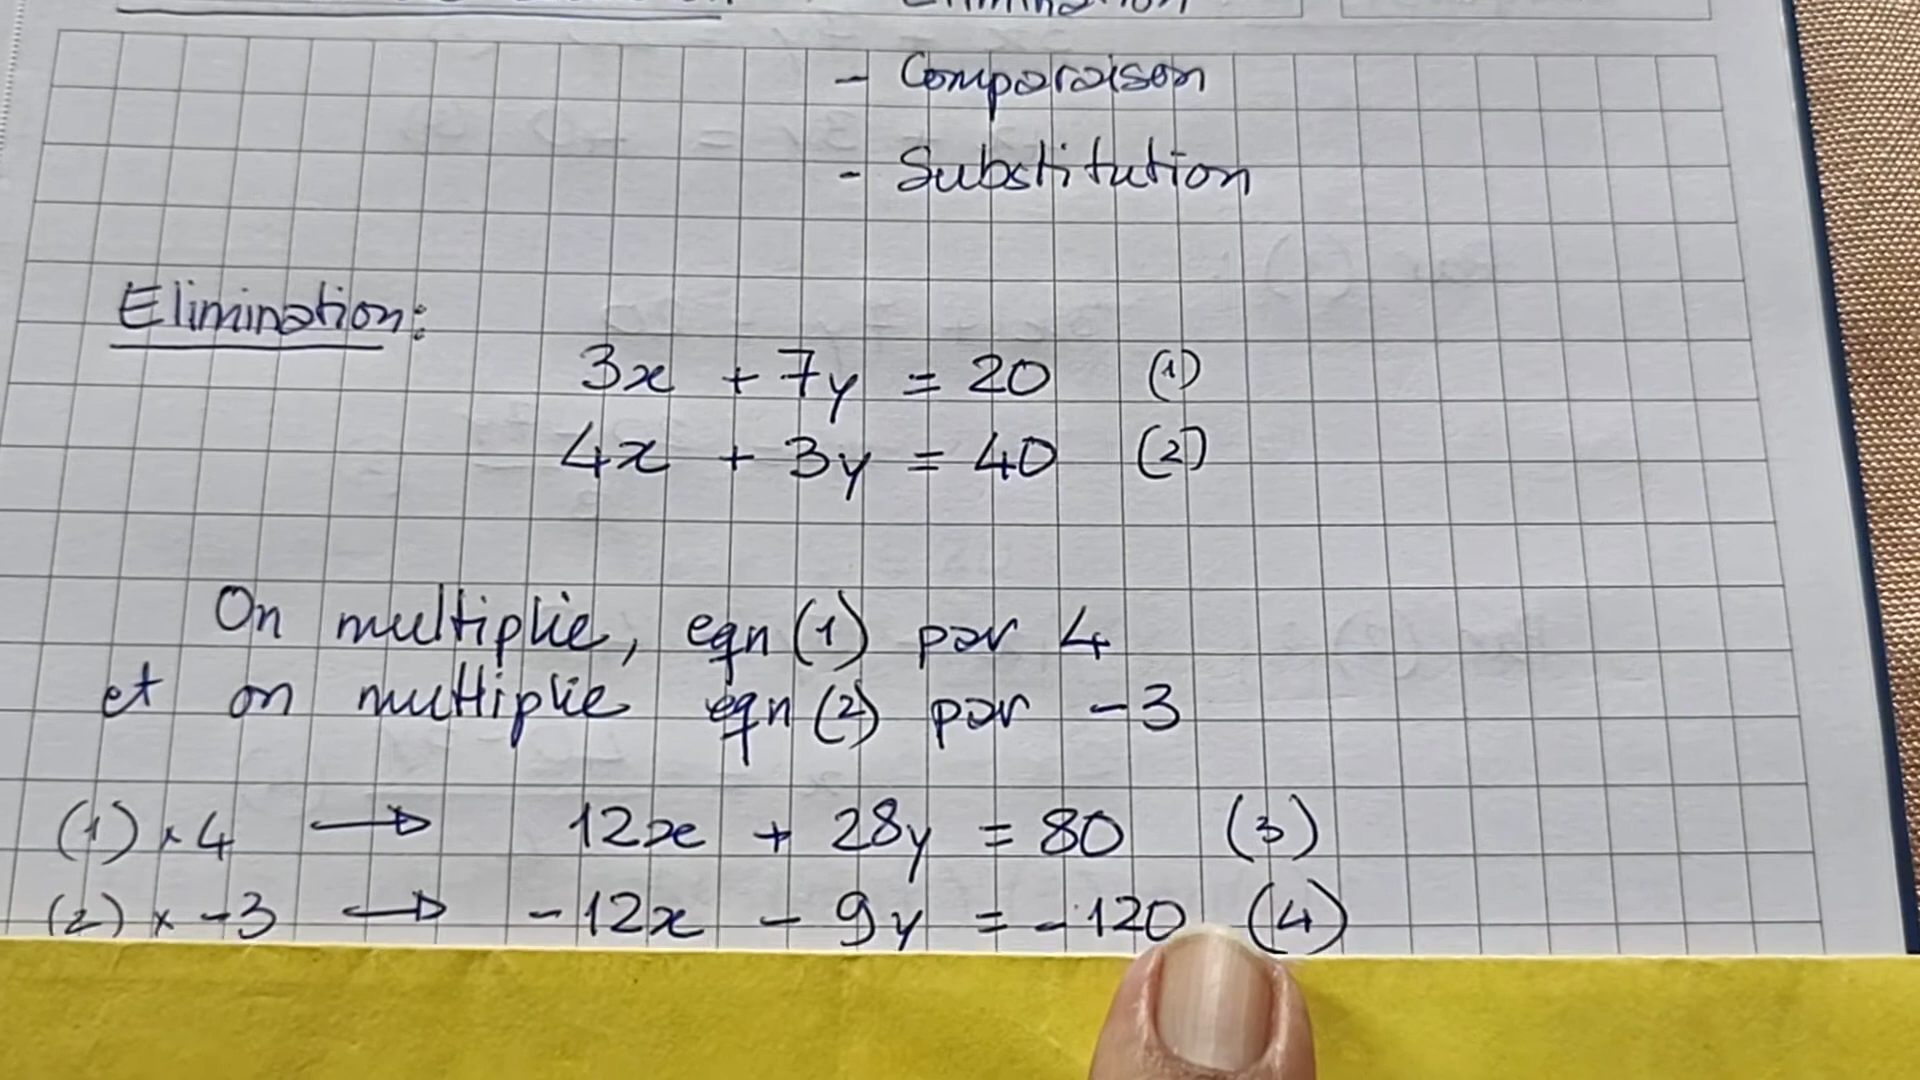 Elimination
- Comparaison
- Substitution
Elimination:
3x + 7y = 20 (1)
4x + 3y = 40 (2)
On multiplie, eqn (1) par 4
et on multiplie eqn (2) par -3
(1) × 4 → 12x + 28y = 80 (3)
(2) × -3 → -12x - 9y = -120 (4)